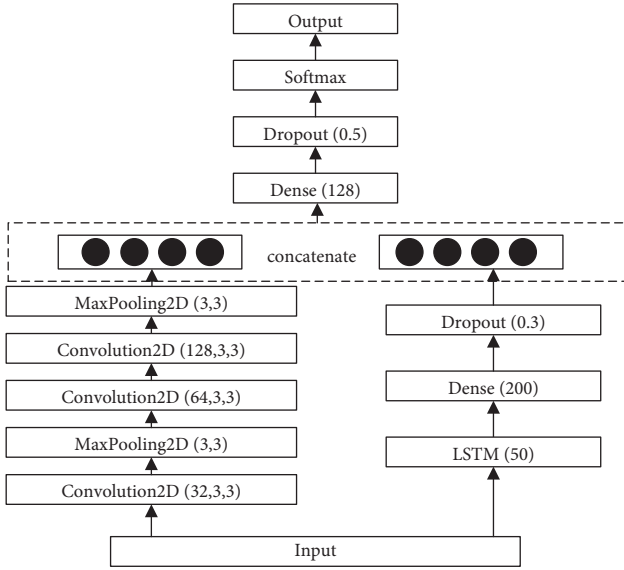 Output
Softmax
Dropout (0.5)
Dense (128)
concatenate
MaxPooling2D (3,3)
Convolution2D (128,3,3)
Convolution2D (64,3,3)
MaxPooling2D (3,3)
Convolution2D (32,3,3)
Dropout (0.3)
Dense (200)
LSTM (50)
Input